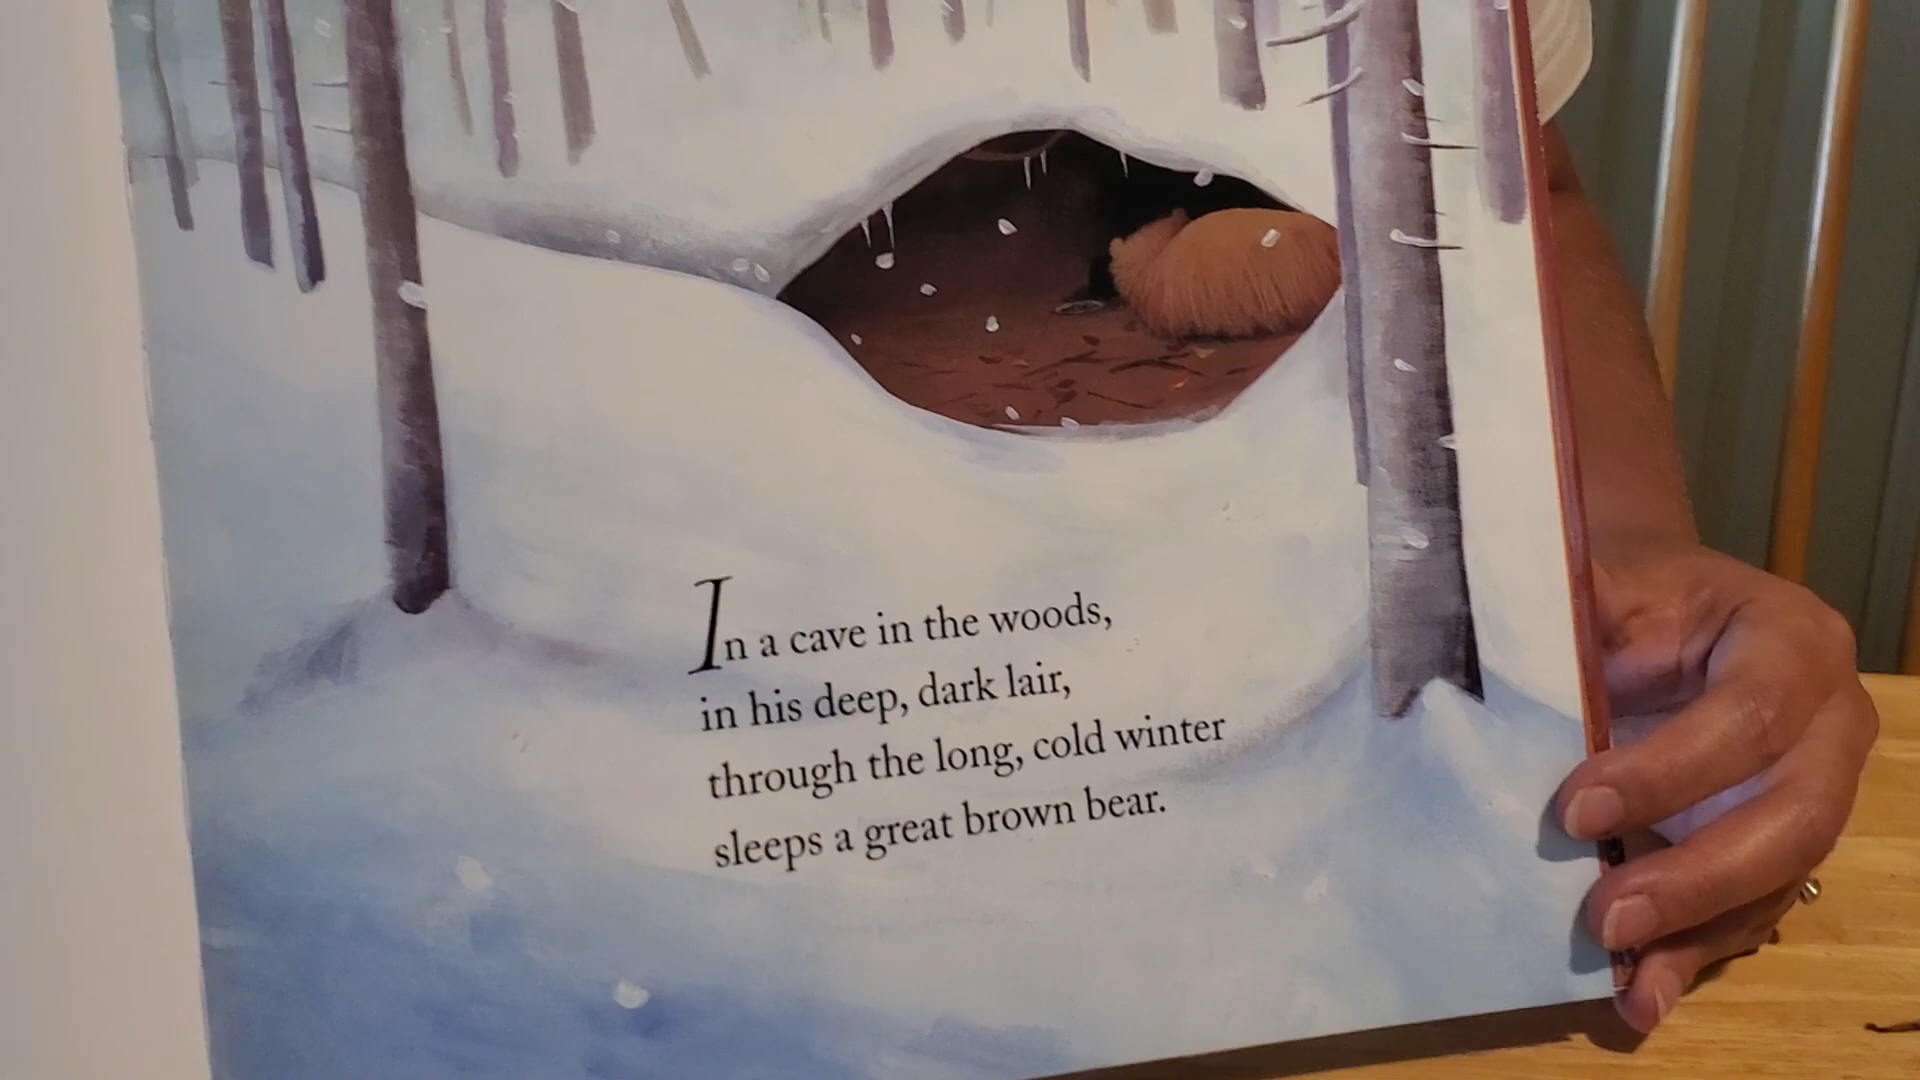 In a cave in the woods,
in his deep, dark lair,
through the long, cold winter
sleeps a great brown bear.